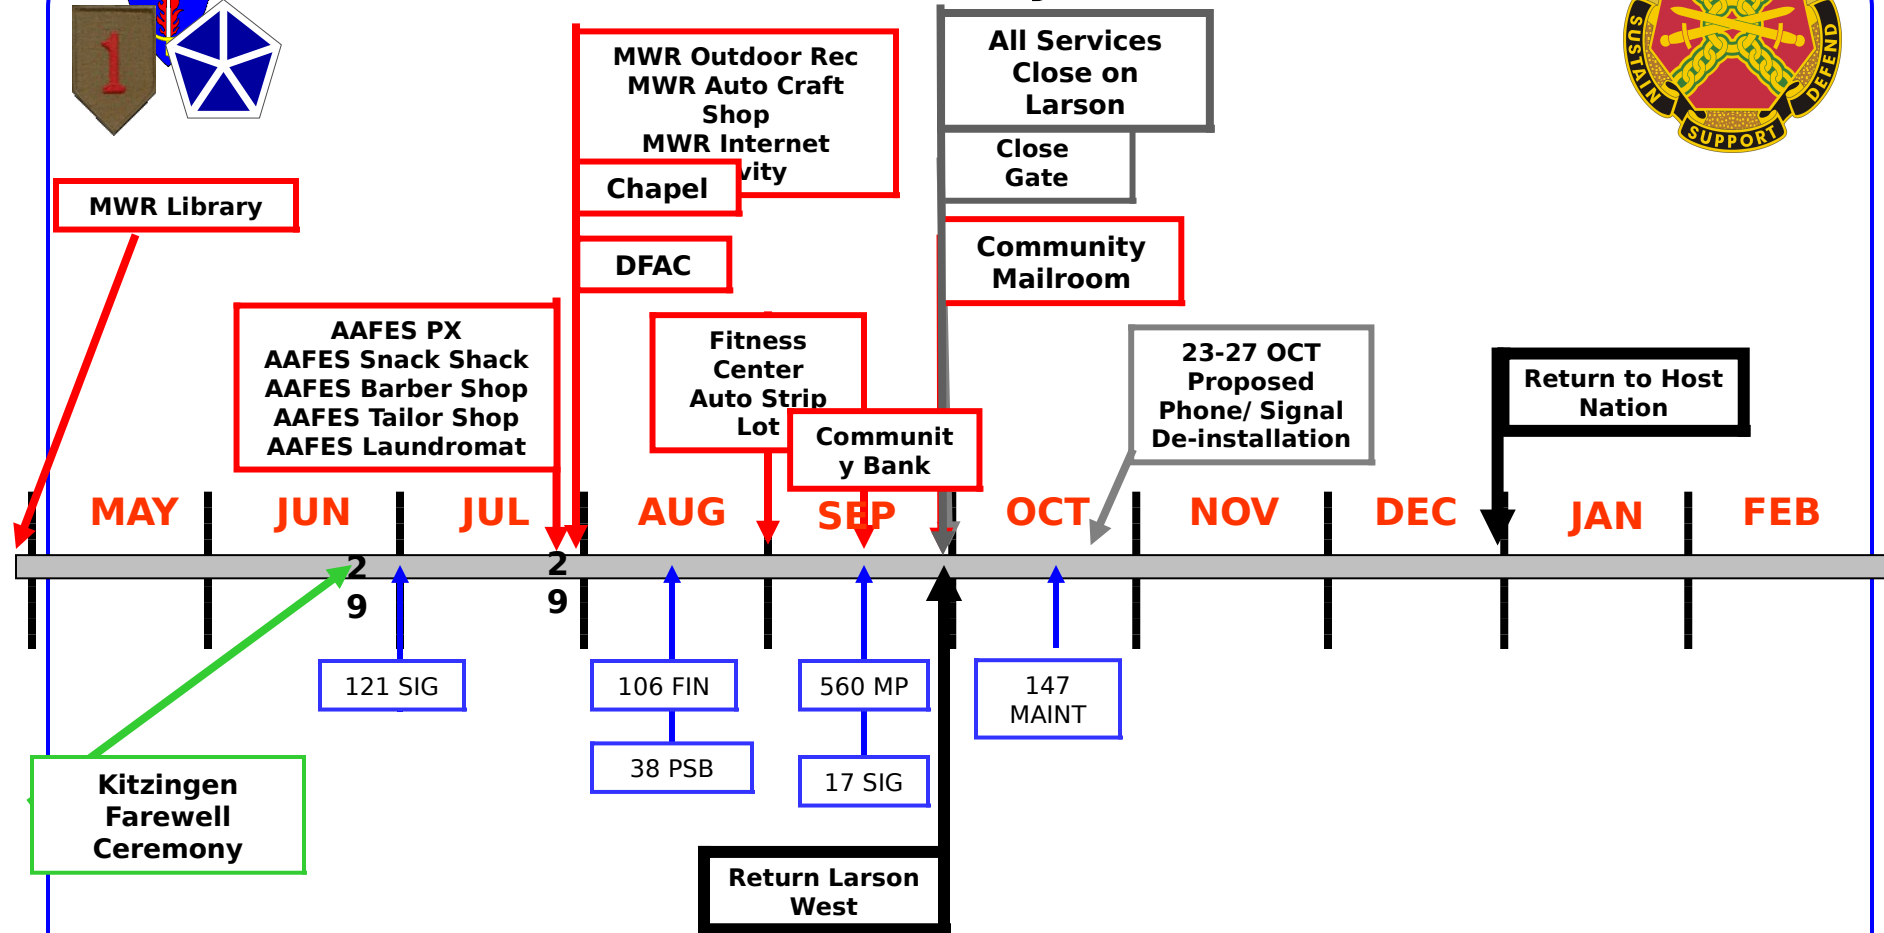 1
SUSTAIN
SUPPORT
DEFEND
MWR Outdoor Rec
MWR Auto Craft
Shop
MWR Internet
vity
Chapel
DFAC
All Services
Close on
Larson
Close
Gate
Community
Mailroom
MWR Library
AAFES PX
AAFES Snack Shack
AAFES Barber Shop
AAFES Tailor Shop
AAFES Laundromat
Fitness
Center
Auto Strip
Lot
Communit
y Bank
23-27 OCT
Proposed
Phone/ Signal
De-installation
Return to Host
Nation
MAY JUN JUL AUG SEP OCT NOV DEC JAN FEB
2
9
2
9
121 SIG
106 FIN
38 PSB
560 MP
17 SIG
147
MAINT
Kitzingen
Farewell
Ceremony
Return Larson
West